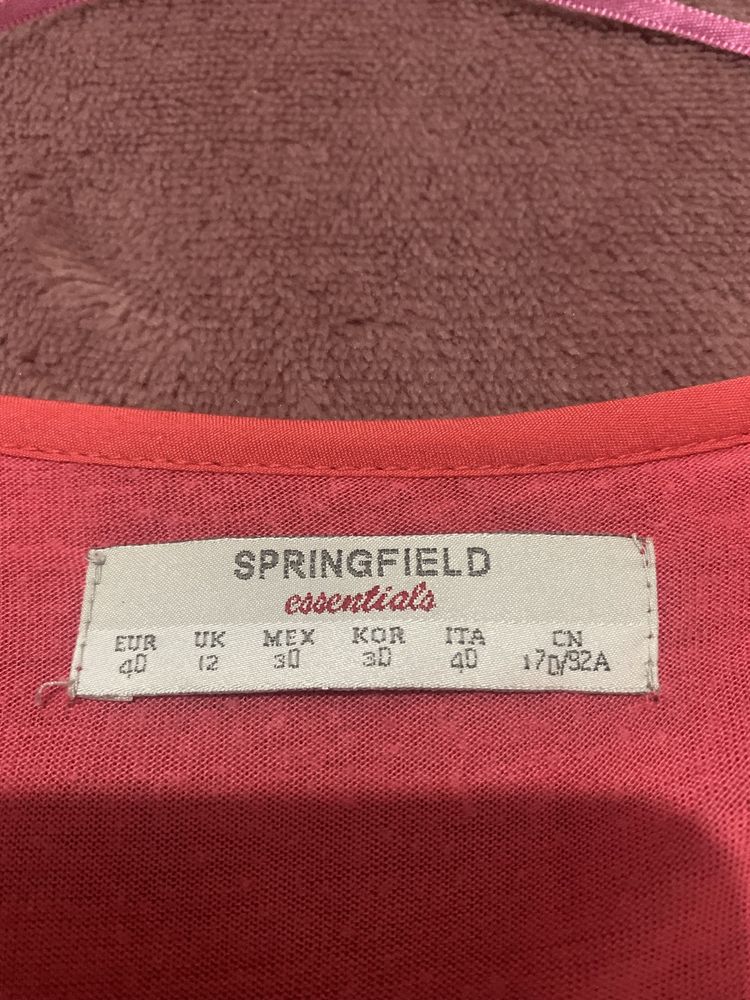 SPRINGFIELD
essentials
EUR UK MEX KOR ITA CN
40 12 30 30 40 170/92A